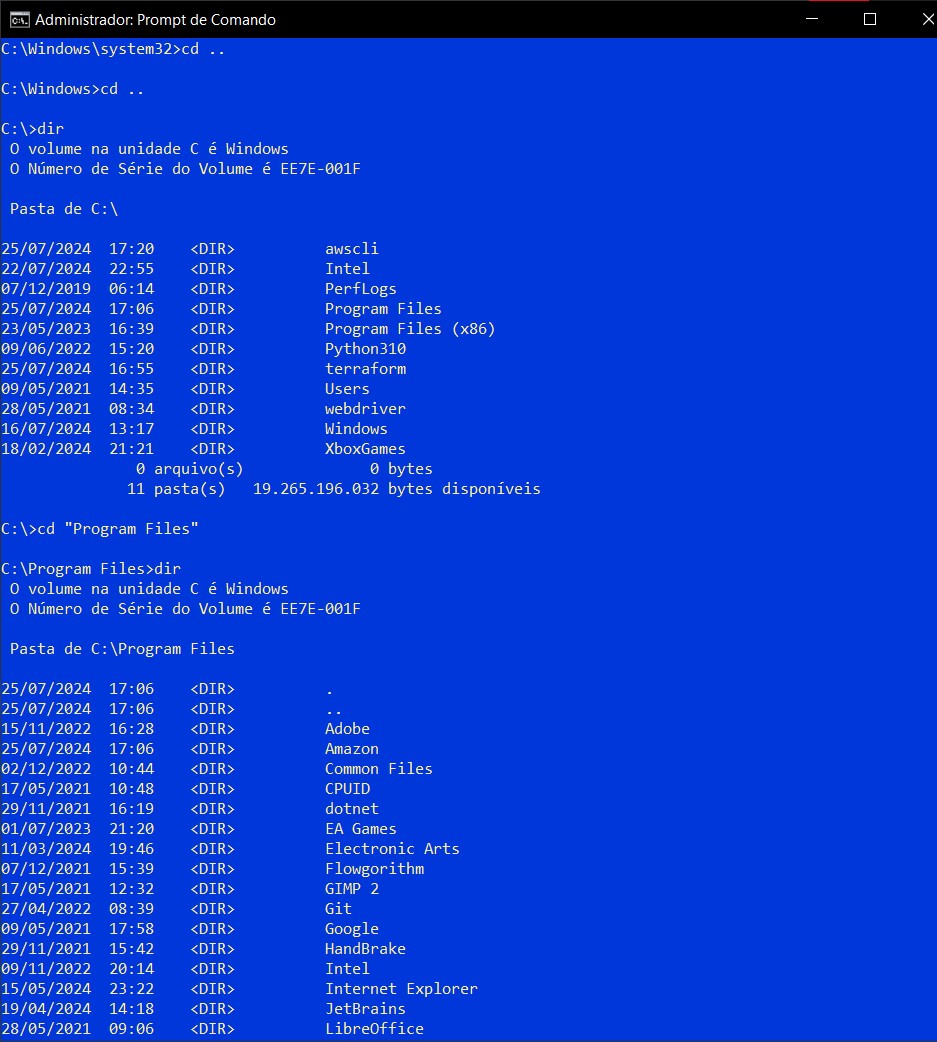 Administrador: Prompt de Comando
C:\Windows\system32>cd ..
C:\Windows>cd ..
C:\>dir
O volume na unidade C é Windows
O Número de Série do Volume é EE7E-001F
Pasta de C:\
25/07/2024  17:20    <DIR>          awscli
22/07/2024  22:55    <DIR>          Intel
07/12/2019  06:14    <DIR>          PerfLogs
25/07/2024  17:06    <DIR>          Program Files
23/05/2023  16:39    <DIR>          Program Files (x86)
09/06/2022  15:20    <DIR>          Python310
25/07/2024  16:55    <DIR>          terraform
09/05/2021  14:35    <DIR>          Users
28/05/2021  08:34    <DIR>          webdriver
16/07/2024  13:17    <DIR>          Windows
18/02/2024  21:21    <DIR>          XboxGames
0 arquivo(s)              0 bytes
11 pasta(s)   19.265.196.032 bytes disponíveis
C:\>cd "Program Files"
C:\Program Files>dir
O volume na unidade C é Windows
O Número de Série do Volume é EE7E-001F
Pasta de C:\Program Files
25/07/2024  17:06    <DIR>          .
25/07/2024  17:06    <DIR>          ..
15/11/2022  16:28    <DIR>          Adobe
25/07/2024  17:06    <DIR>          Amazon
02/12/2022  10:44    <DIR>          Common Files
17/05/2021  10:48    <DIR>          CPUID
29/11/2021  16:19    <DIR>          dotnet
01/07/2023  21:20    <DIR>          EA Games
11/03/2024  19:46    <DIR>          Electronic Arts
07/12/2021  15:39    <DIR>          Flowgorithm
17/05/2021  12:32    <DIR>          GIMP 2
27/04/2022  08:39    <DIR>          Git
09/05/2021  17:58    <DIR>          Google
29/11/2021  15:42    <DIR>          HandBrake
09/11/2022  20:14    <DIR>          Intel
15/05/2024  23:22    <DIR>          Internet Explorer
19/04/2024  14:18    <DIR>          JetBrains
28/05/2021  09:06    <DIR>          LibreOffice